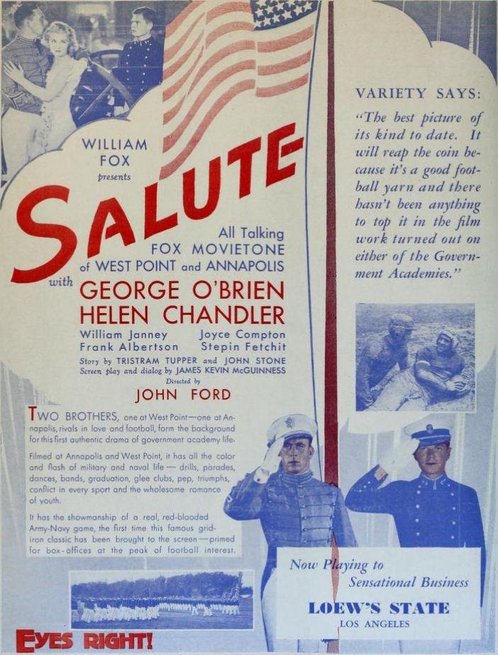 WILLIAM
FOX
presents
SALUTE
All Talking
FOX MOVIETONE
of WEST POINT and ANNAPOLIS
with
GEORGE O'BRIEN
HELEN CHANDLER
William Janney Joyce Compton
Frank Albertson Stepin Fetchit
Story by TRISTRAM TUPPER and JOHN STONE
Screen play and dialog by JAMES KEVIN McGUINNESS
Directed by
JOHN FORD
TWO BROTHERS, one at West Point—one at An-
napolis, rivals in love and football, form the background
for this first authentic drama of government academy life.
Filmed at Annapolis and West Point, it has all the color
and flash of military and naval life — drills, parades,
dances, bands, graduation, glee clubs, pep, triumphs,
conflict in every sport and the wholesome romance
of youth.
It has the showmanship of a real, red-blooded
Army-Navy game, the first time this famous grid-
iron classic has been brought to the screen—primed
for box-offices at the peak of football interest.
EYES RIGHT!
VARIETY SAYS:
"The best picture of
its kind to date. It
will reap the coin be-
cause it's a good foot-
ball yarn and there
hasn't been anything
to top it in the film
work turned out on
either of the Govern-
ment Academies."
Now Playing to
Sensational Business
LOEW'S STATE
LOS ANGELES